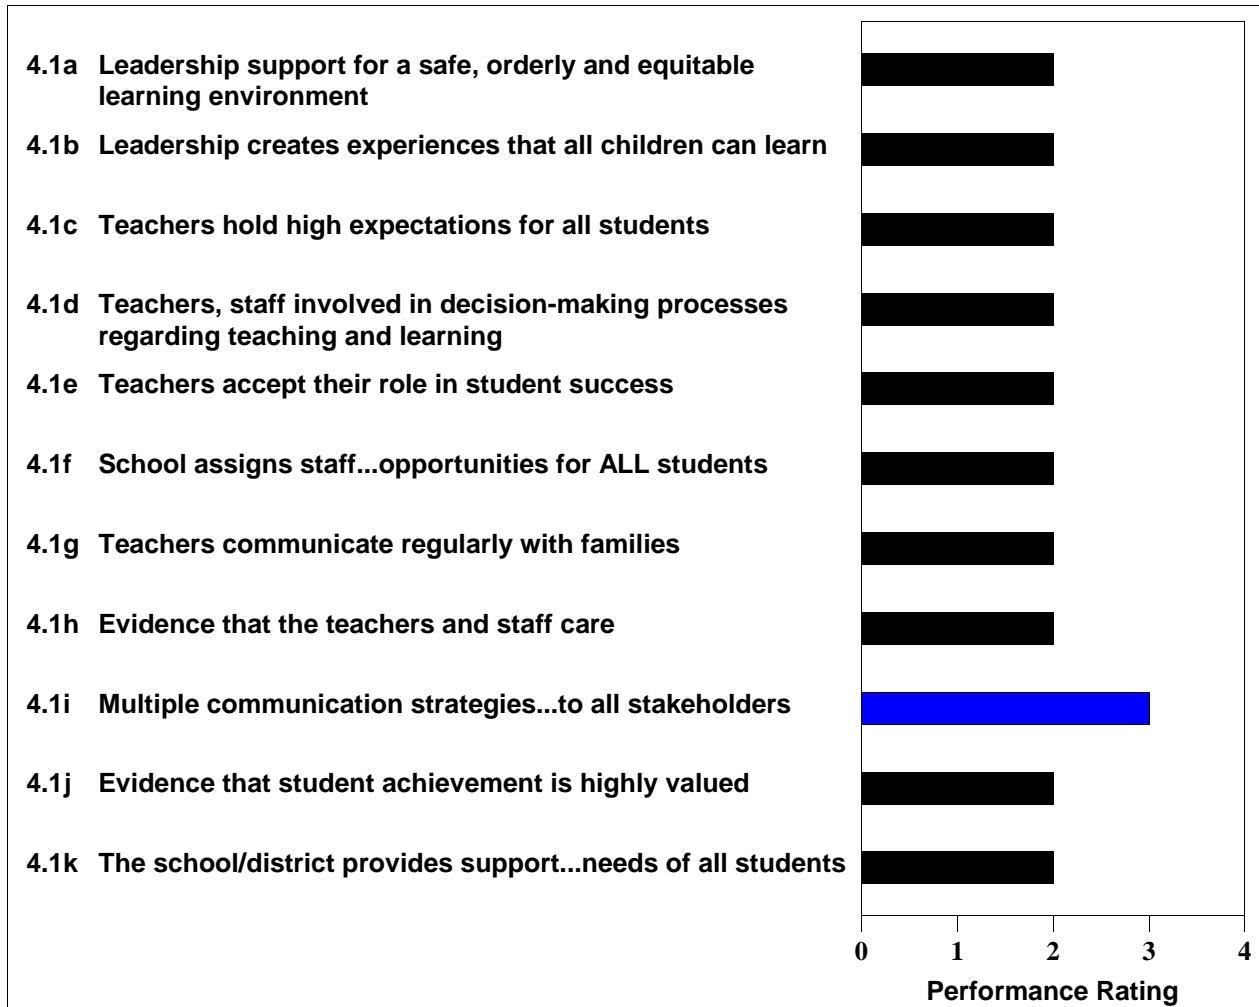 4.1a Leadership support for a safe, orderly and equitable
learning environment
4.1b Leadership creates experiences that all children can learn
4.1c Teachers hold high expectations for all students
4.1d Teachers, staff involved in decision-making processes
regarding teaching and learning
4.1e Teachers accept their role in student success
4.1f School assigns staff...opportunities for ALL students
4.1g Teachers communicate regularly with families
4.1h Evidence that the teachers and staff care
4.1i Multiple communication strategies...to all stakeholders
4.1j Evidence that student achievement is highly valued
4.1k The school/district provides support...needs of all students
0 1 2 3 4
Performance Rating